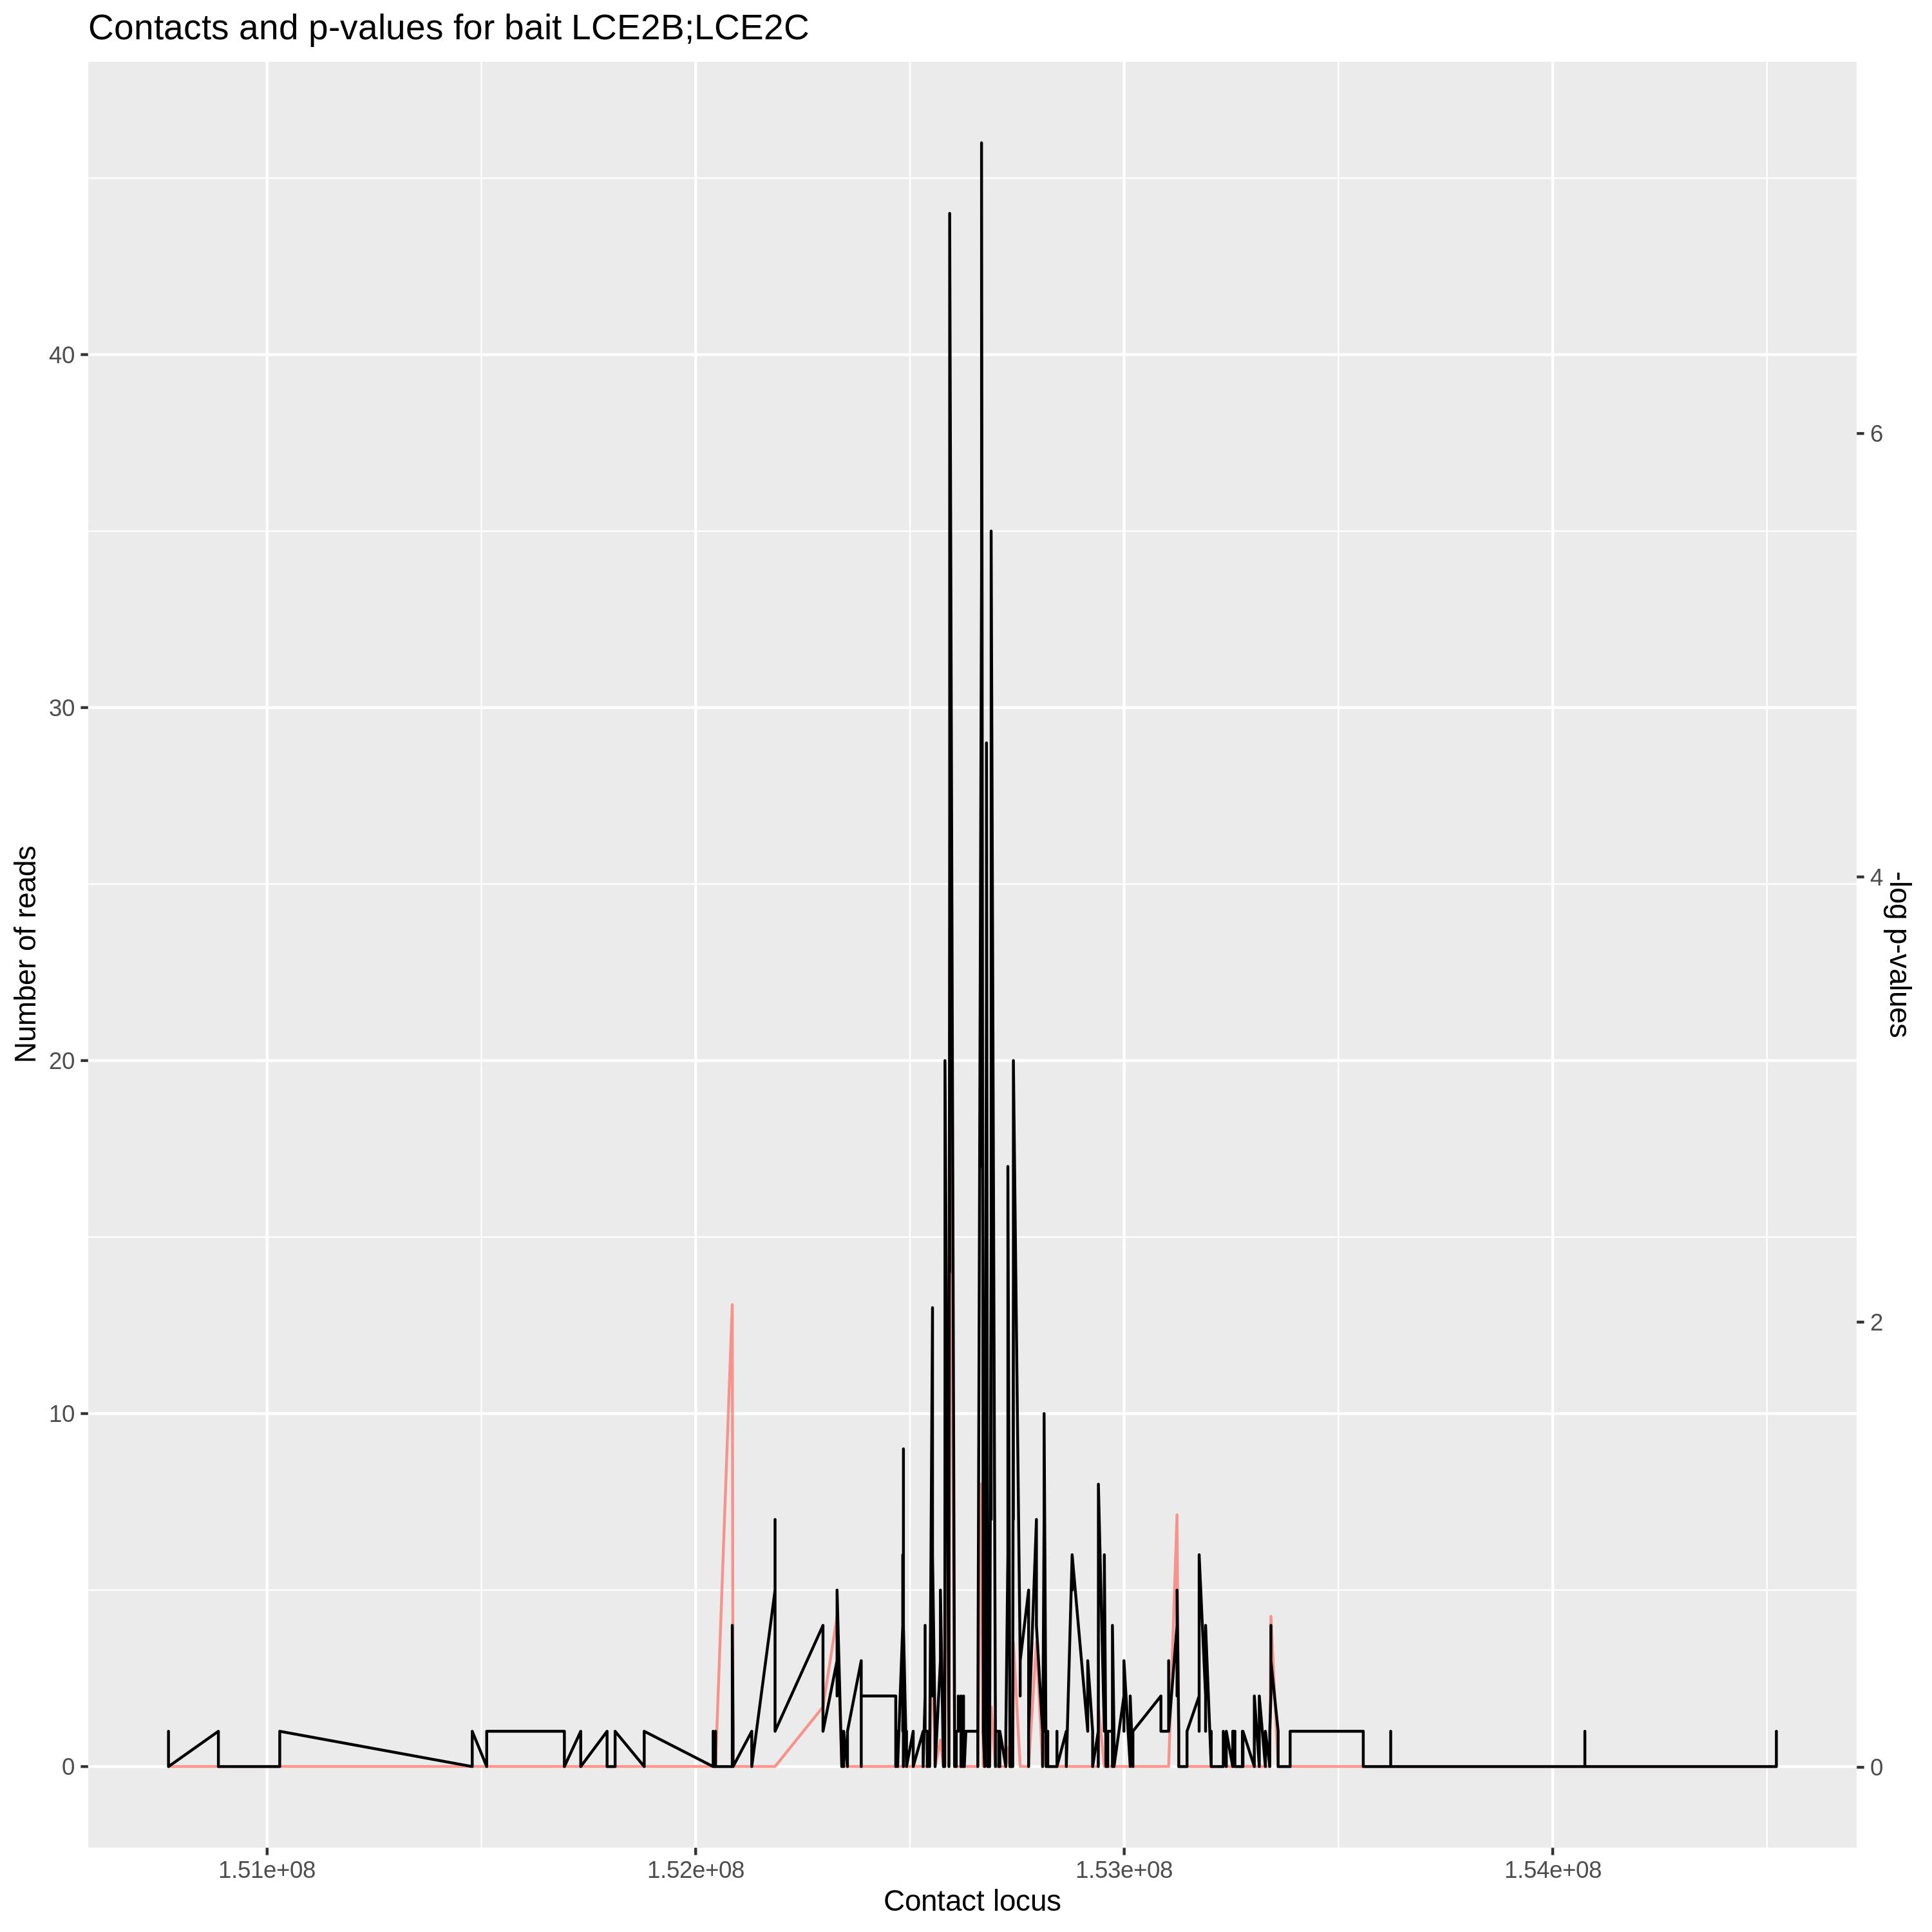 Contacts and p-values for bait LCE2B;LCE2C
40
30
20
10
0
Number of reads
6
4
2
0
-log p-values
1.51e+08
1.52e+08
1.53e+08
1.54e+08
Contact locus